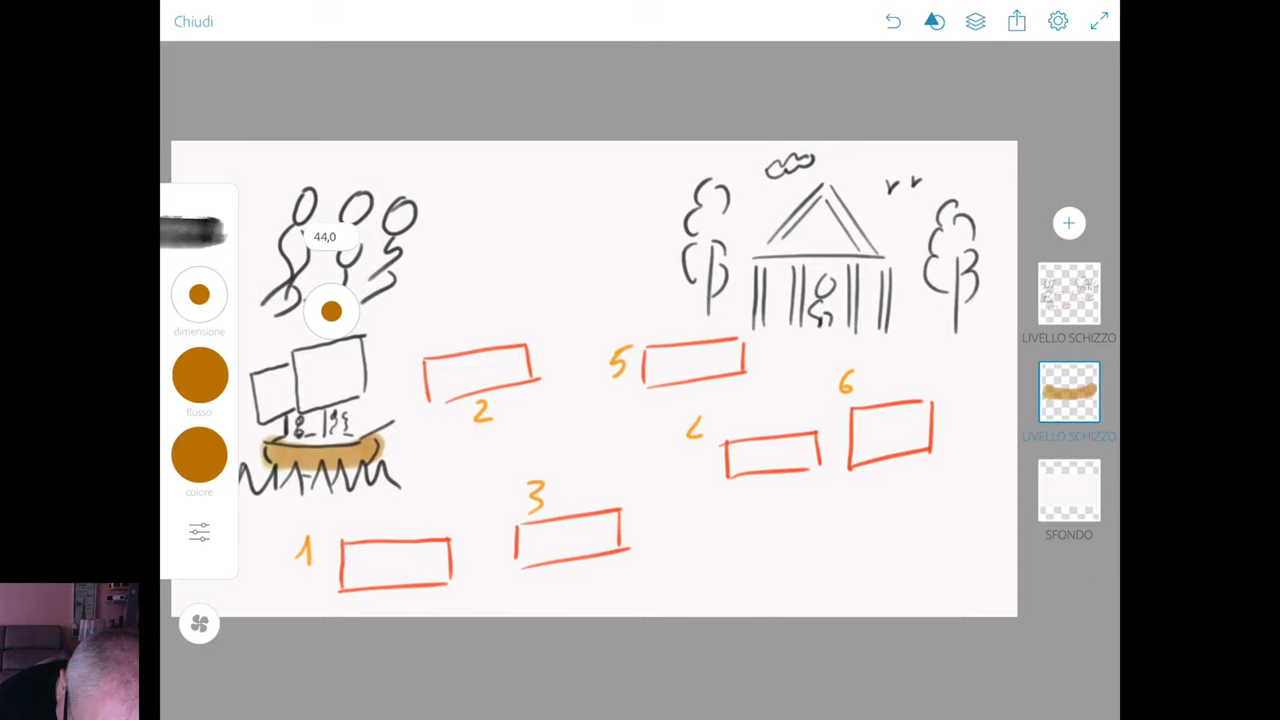 Chiudi
44,0
dimensione
flusso
colore
5
6
2
4
3
1
LIVELLO SCHIZZO
LIVELLO SCHIZZO
SFONDO